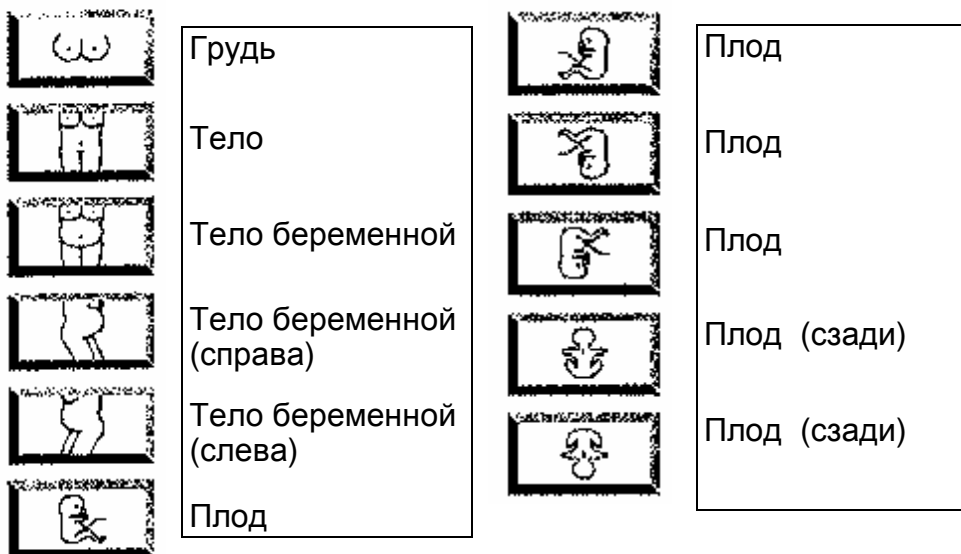 Грудь
Тело
Тело беременной
Тело беременной
(справа)
Тело беременной
(слева)
Плод
Плод
Плод
Плод
Плод (сзади)
Плод (сзади)